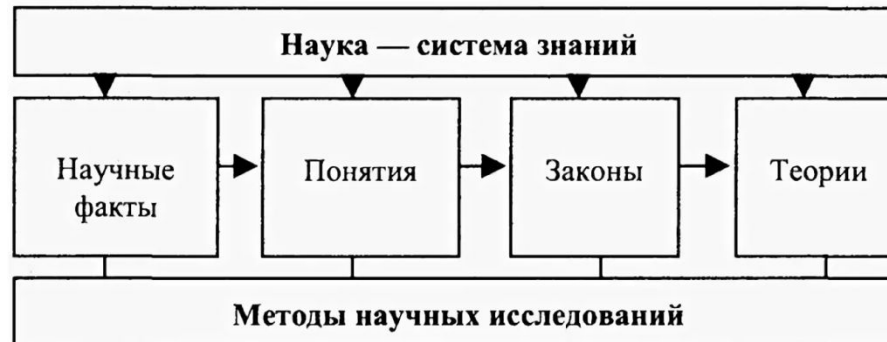 Наука — система знаний
Научные
факты
Понятия
Законы
Теории
Методы научных исследований